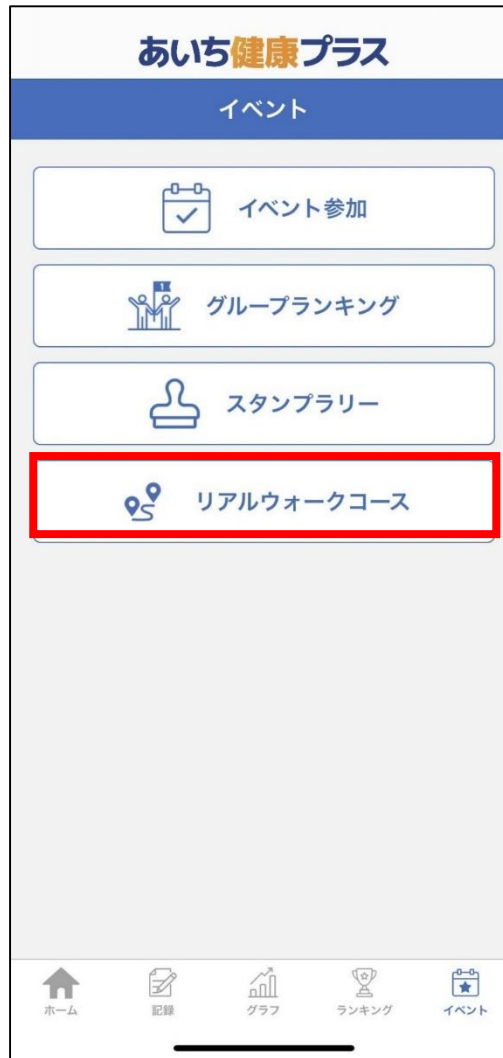 あいち健康プラス
イベント
イベント参加
1
グループランキング
スタンプラリー
リアルウォークコース
ホーム
記録
グラフ
ランキング
イベント